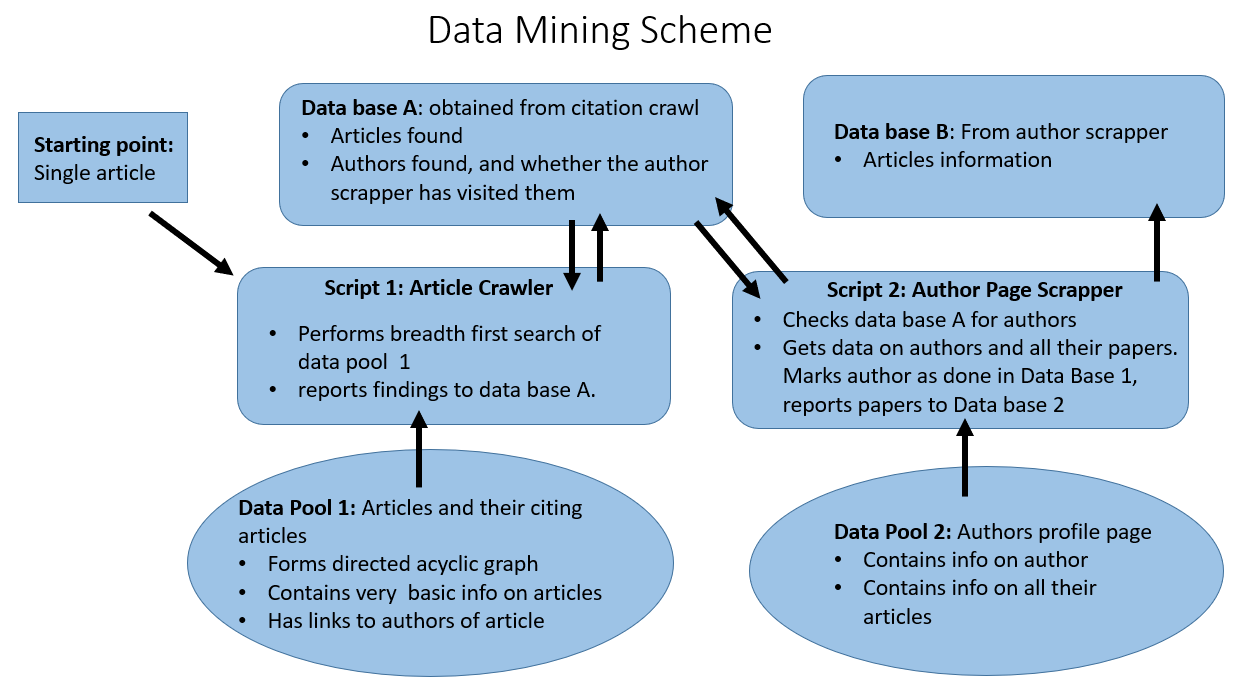 Data Mining Scheme
Starting point:
Single article
Data base A: obtained from citation crawl
• Articles found
• Authors found, and whether the author
scrapper has visited them
Data base B: From author scrapper
• Articles information
Script 1: Article Crawler
• Performs breadth first search of
data pool 1
• reports findings to data base A.
Script 2: Author Page Scrapper
• Checks data base A for authors
• Gets data on authors and all their papers.
Marks author as done in Data Base 1,
reports papers to Data base 2
Data Pool 1: Articles and their citing
articles
• Forms directed acyclic graph
• Contains very basic info on articles
• Has links to authors of article
Data Pool 2: Authors profile page
• Contains info on author
• Contains info on all their
articles